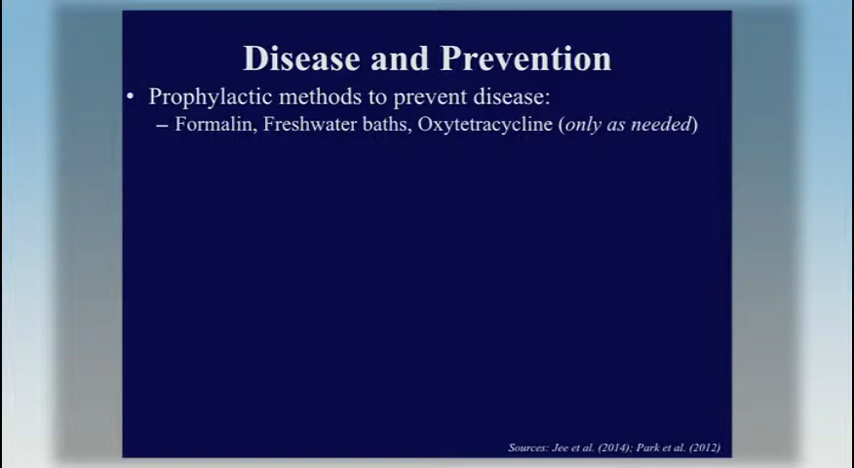 Disease and Prevention
• Prophylactic methods to prevent disease:
– Formalin, Freshwater baths, Oxytetracycline (only as needed)
Sources: Jee et al. (2014); Park et al. (2012)